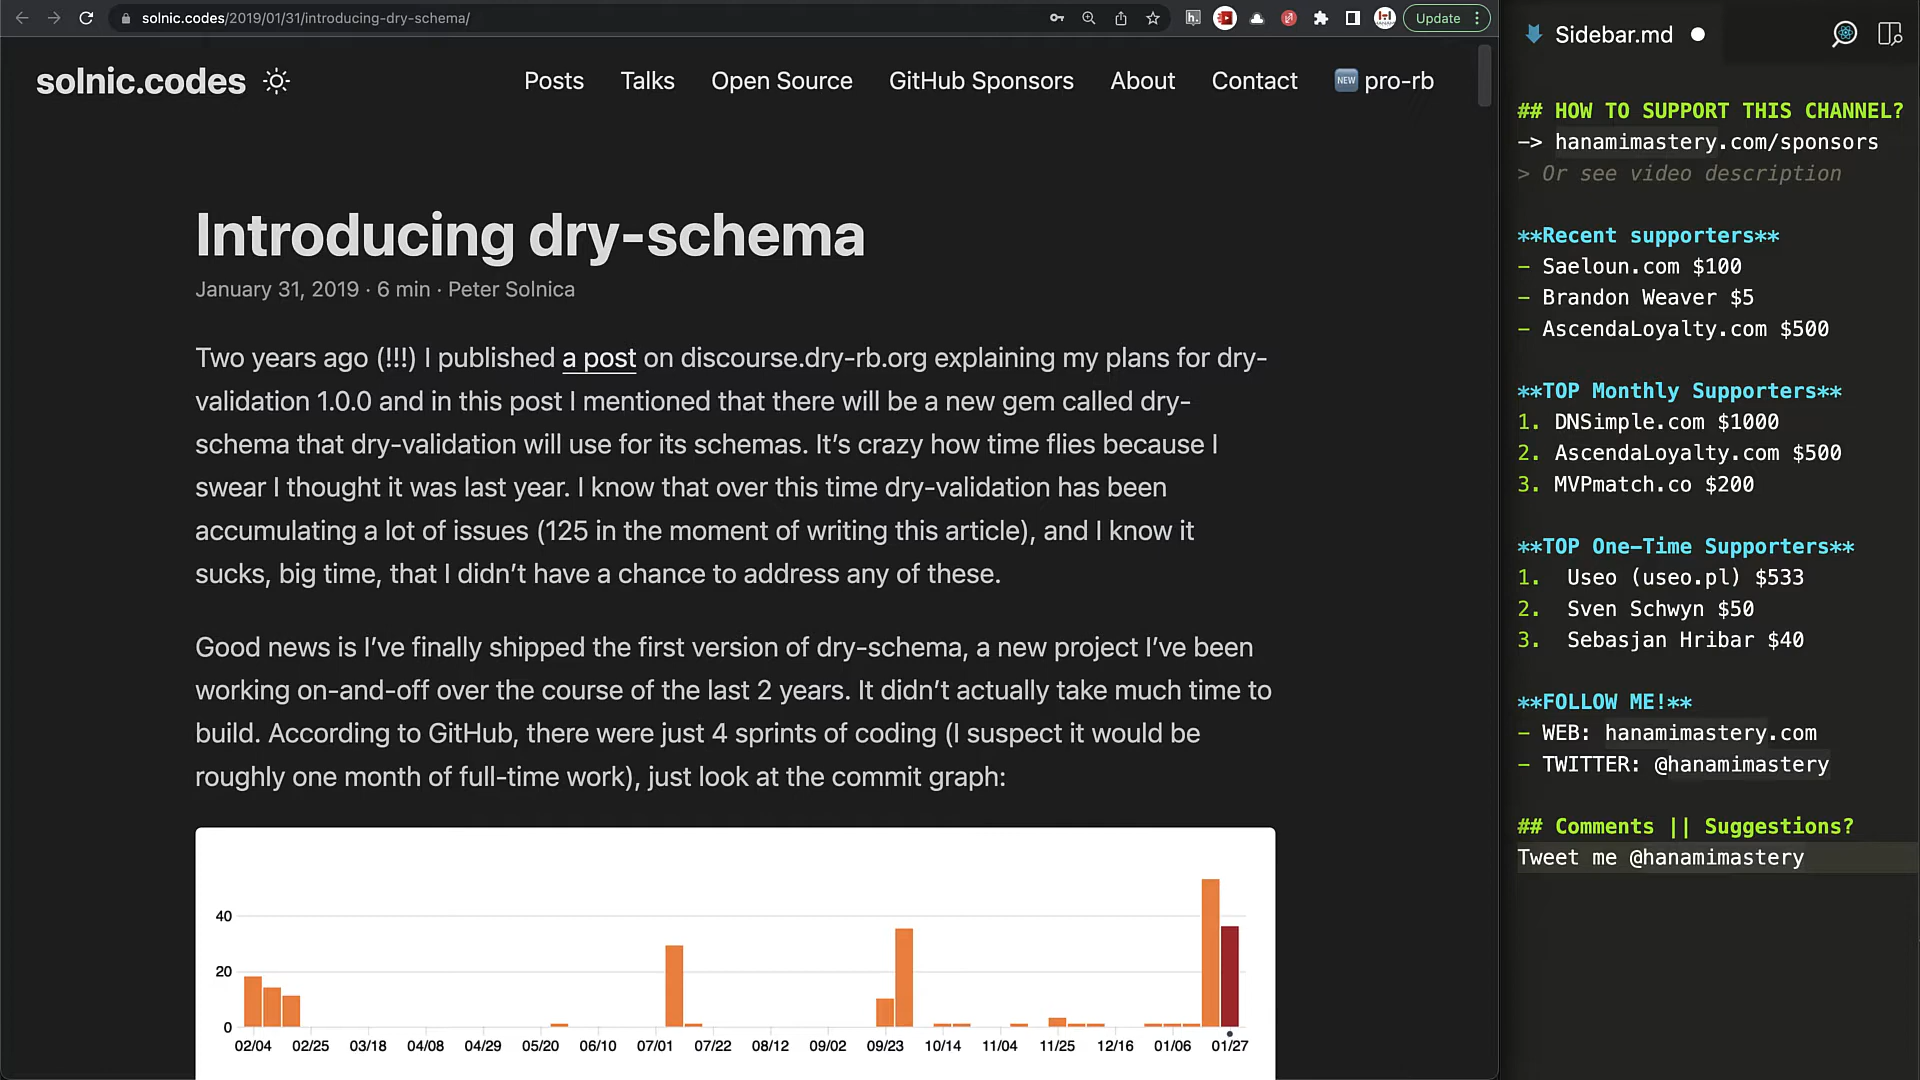 solnic.codes/2019/01/31/introducing-dry-schema/
Update
solnic.codes
Posts
Talks
Open Source
GitHub Sponsors
About
Contact
NEW pro-rb
Introducing dry-schema
January 31, 2019 · 6 min · Peter Solnica
Two years ago (!!!) I published a post on discourse.dry-rb.org explaining my plans for dry-
validation 1.0.0 and in this post I mentioned that there will be a new gem called dry-
schema that dry-validation will use for its schemas. It’s crazy how time flies because I
swear I thought it was last year. I know that over this time dry-validation has been
accumulating a lot of issues (125 in the moment of writing this article), and I know it
sucks, big time, that I didn’t have a chance to address any of these.
Good news is I’ve finally shipped the first version of dry-schema, a new project I’ve been
working on-and-off over the course of the last 2 years. It didn’t actually take much time to
build. According to GitHub, there were just 4 sprints of coding (I suspect it would be
roughly one month of full-time work), just look at the commit graph:
40
20
0
02/04 02/25 03/18 04/08 04/29 05/20 06/10 07/01 07/22 08/12 09/02 09/23 10/14 11/04 11/25 12/16 01/06 01/27
Sidebar.md
## HOW TO SUPPORT THIS CHANNEL?
-> hanamimastery.com/sponsors
> Or see video description
**Recent supporters**
- Saeloun.com $100
- Brandon Weaver $5
- AscendaLoyalty.com $500
**TOP Monthly Supporters**
1. DNSimple.com $1000
2. AscendaLoyalty.com $500
3. MVPmatch.co $200
**TOP One-Time Supporters**
1. Useo (useo.pl) $533
2. Sven Schwyn $50
3. Sebasjan Hribar $40
**FOLLOW ME!**
- WEB: hanamimastery.com
- TWITTER: @hanamimastery
## Comments || Suggestions?
Tweet me @hanamimastery